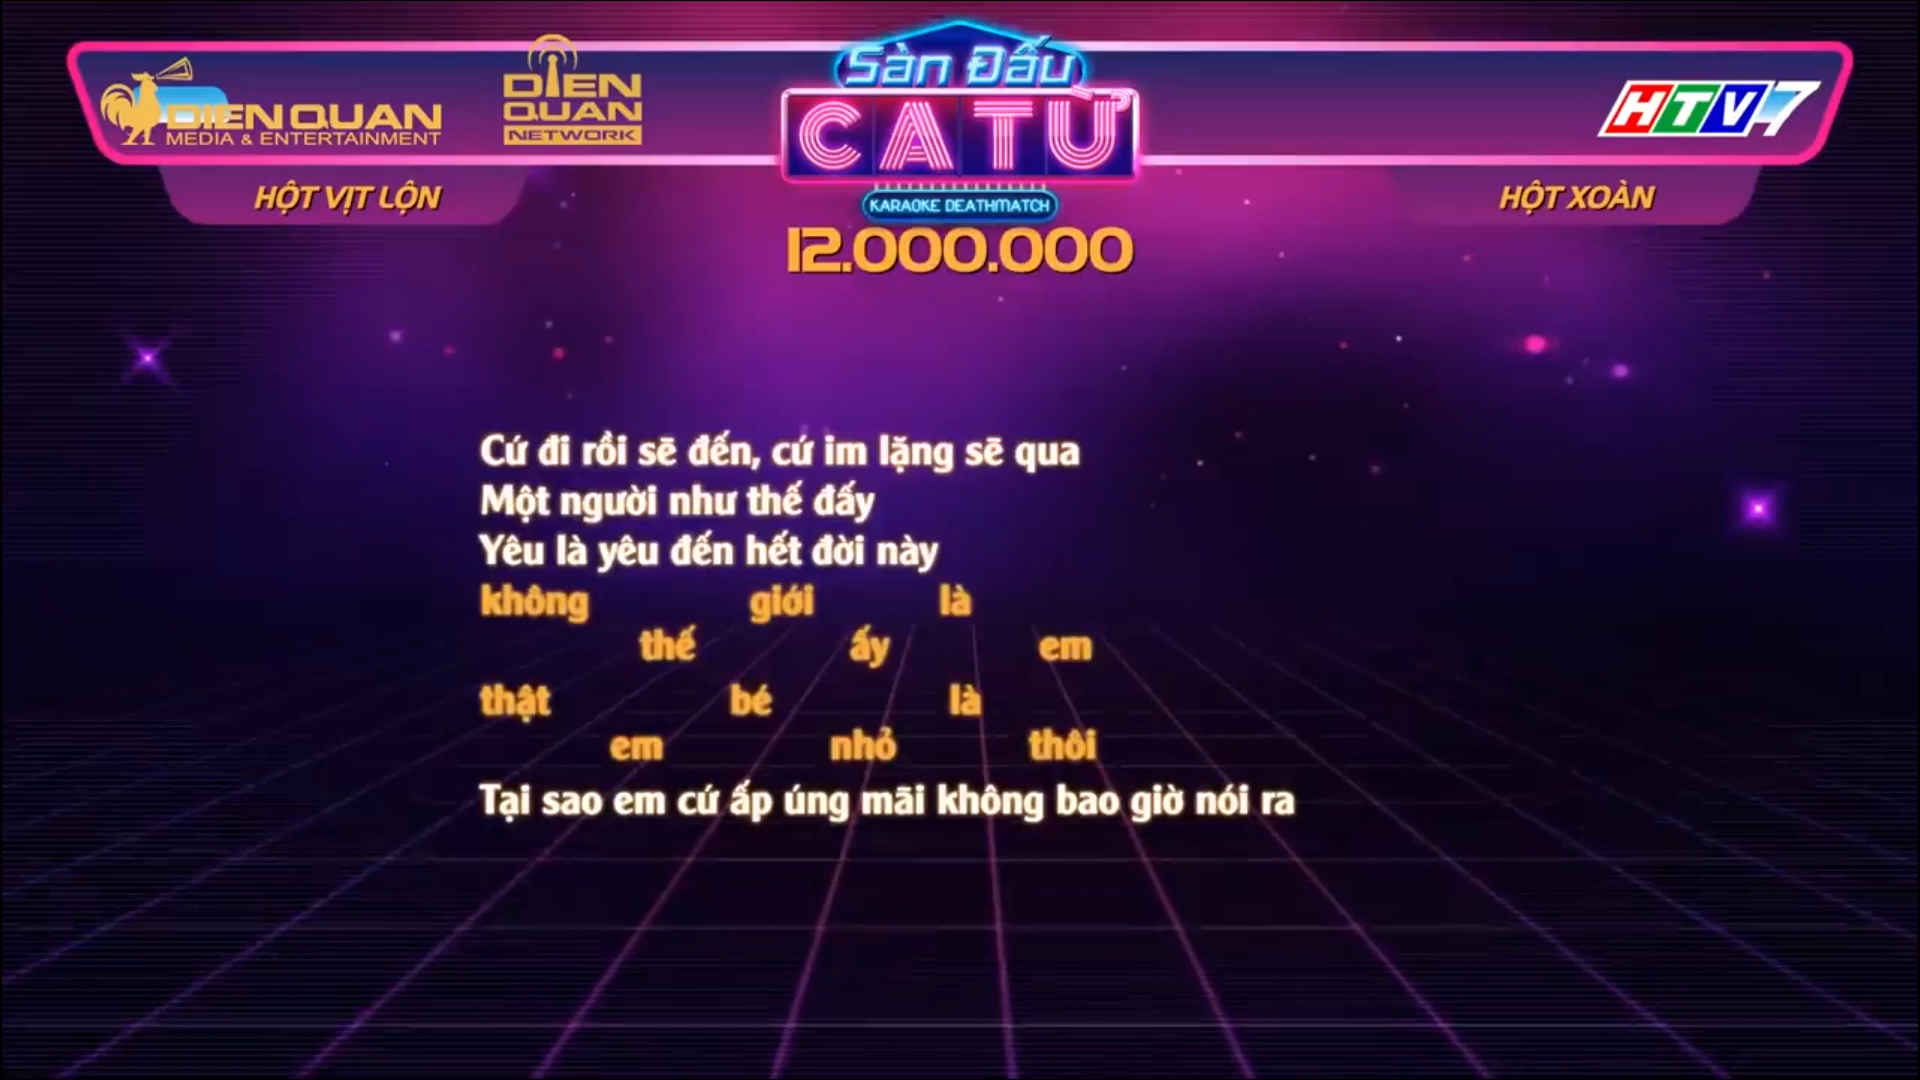 DIEN QUAN
MEDIA & ENTERTAINMENT
DIEN
QUAN
NETWORK
Sàn Đấu
CA TỪ
KARAOKE DEATHMATCH
HTV7
HỘT VỊT LỘN
HỘT XOÀN
12.000.000
Cứ đi rồi sẽ đến, cứ im lặng sẽ qua
Một người như thế đấy
Yêu là yêu đến hết đời này
không giới là
thế ấy em
thật bé là
em nhỏ thôi
Tại sao em cứ ấp úng mãi không bao giờ nói ra